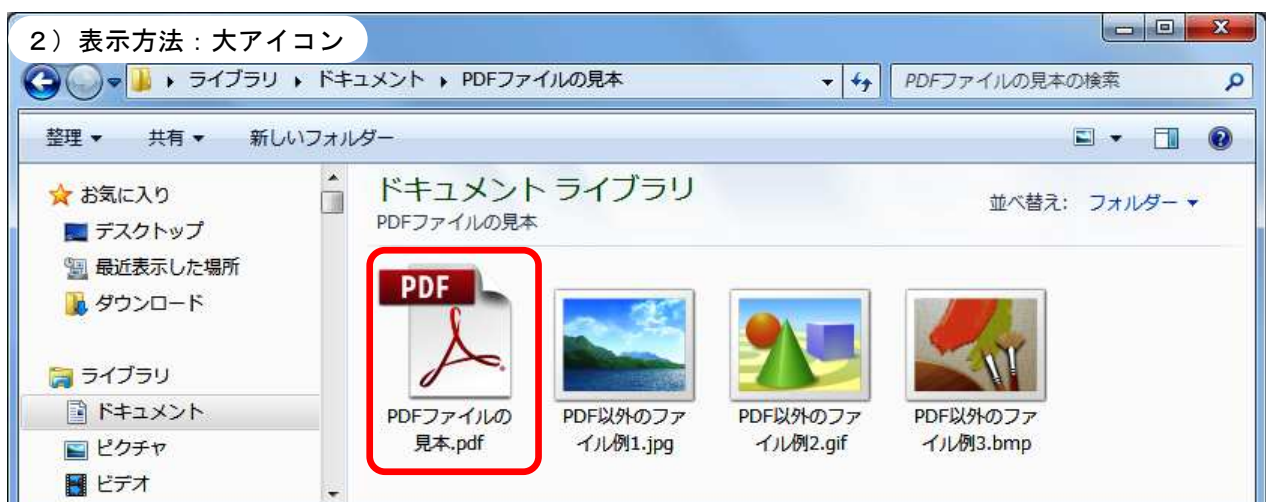 ２）表示方法：大アイコン
ライブラリ ▸ ドキュメント ▸ PDFファイルの見本
PDFファイルの見本の検索
整理 ▼ 共有 ▼ 新しいフォルダー
お気に入り
デスクトップ
最近表示した場所
ダウンロード
ライブラリ
ドキュメント
ピクチャ
ビデオ
ドキュメント ライブラリ
PDFファイルの見本
並べ替え: フォルダー ▼
PDF
PDFファイルの
見本.pdf
PDF以外のファ
イル例1.jpg
PDF以外のファ
イル例2.gif
PDF以外のファ
イル例3.bmp